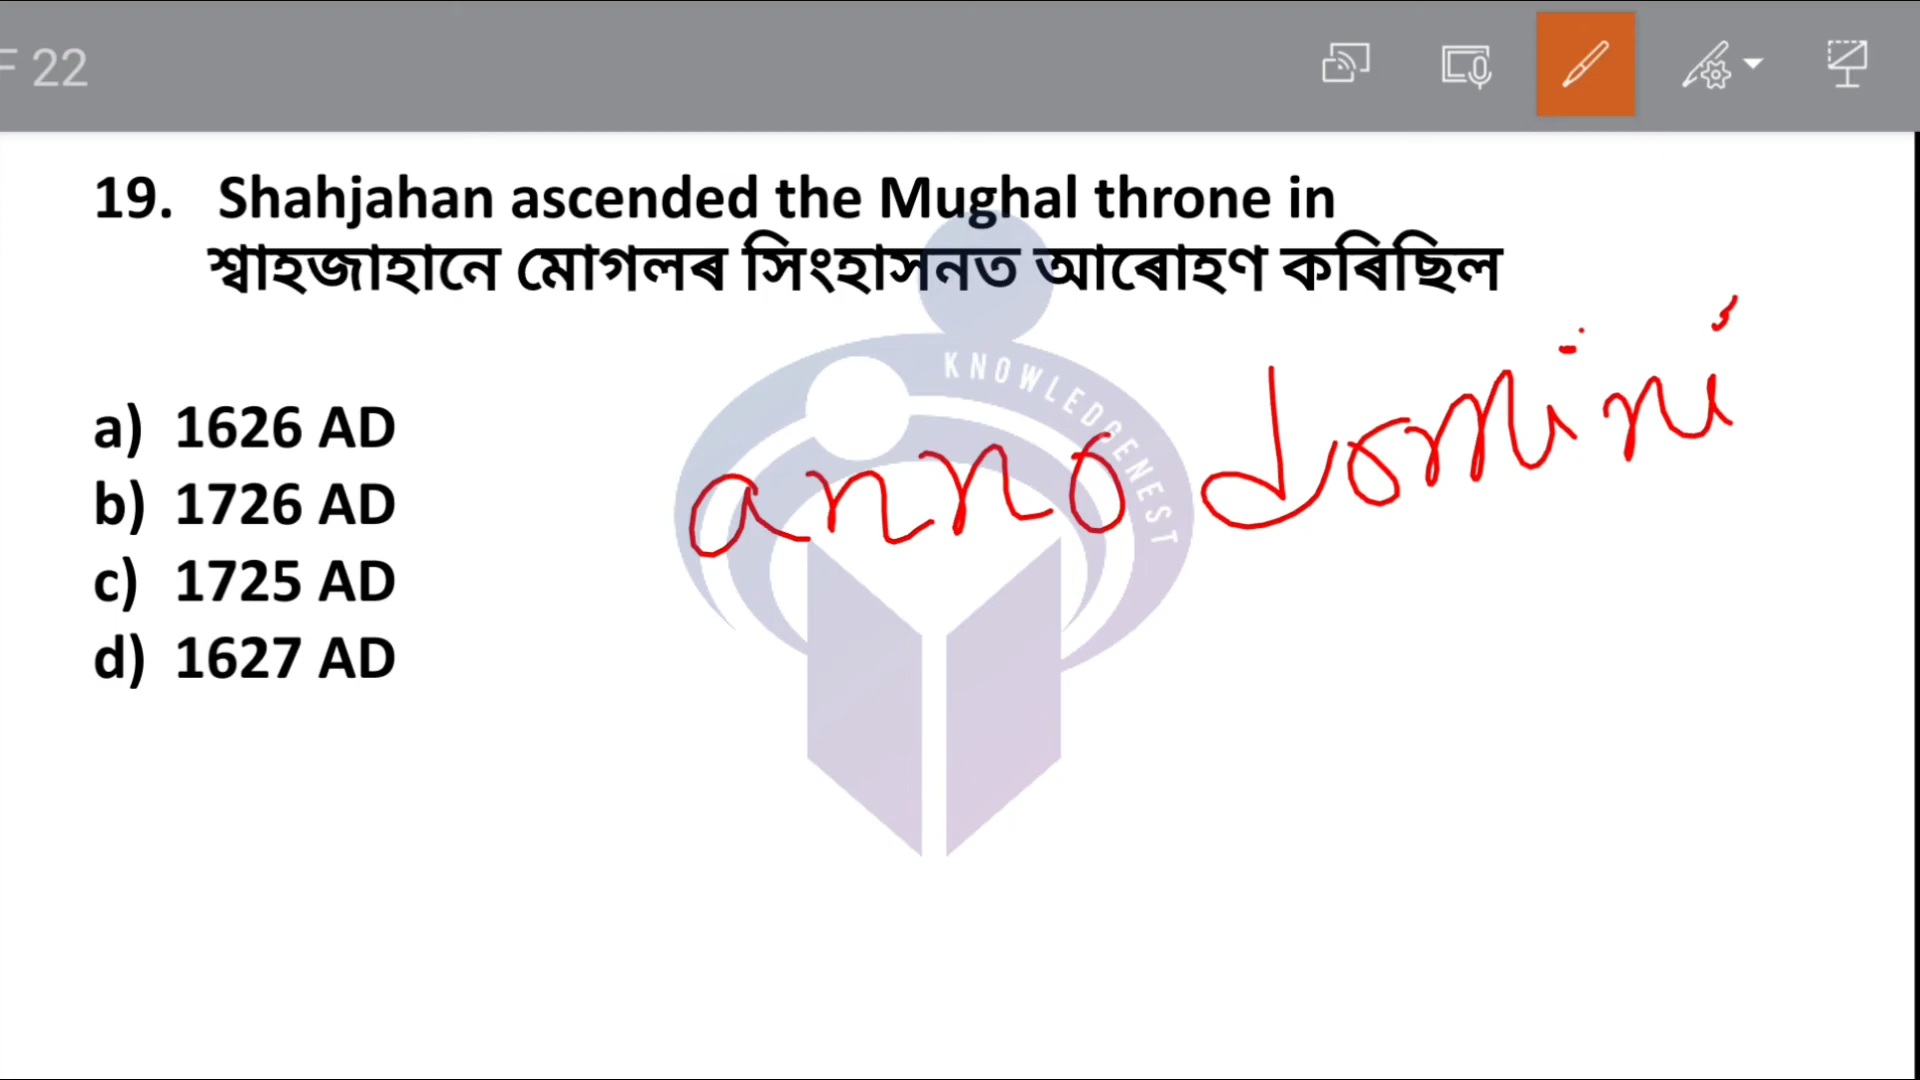 F 22
19. Shahjahan ascended the Mughal throne in
শ্বাহজাহানে মোগলৰ সিংহাসনত আৰোহণ কৰিছিল
KNOWLEDGENEST
anno domini
a) 1626 AD
b) 1726 AD
c) 1725 AD
d) 1627 AD